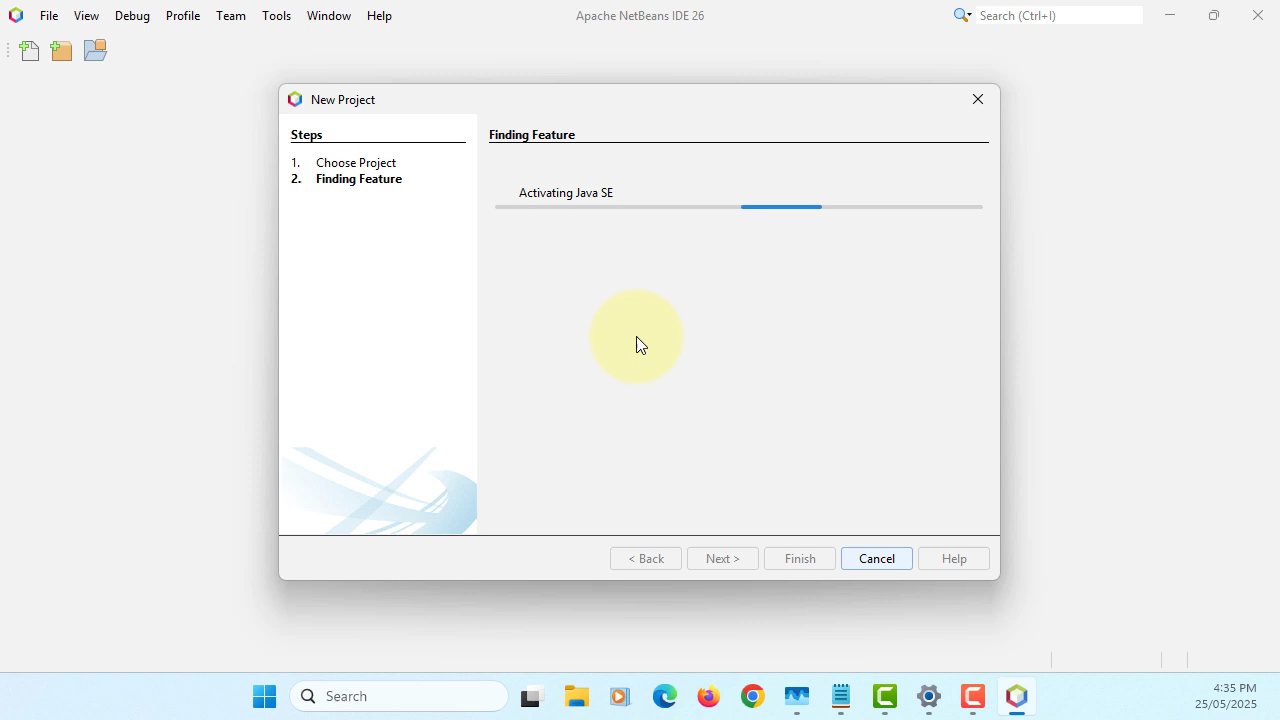 File View Debug Profile Team Tools Window Help
Apache NetBeans IDE 26
Search (Ctrl+I)
New Project
Steps
1. Choose Project
2. Finding Feature
Finding Feature
Activating Java SE
< Back
Next >
Finish
Cancel
Help
Search
4:35 PM
25/05/2025